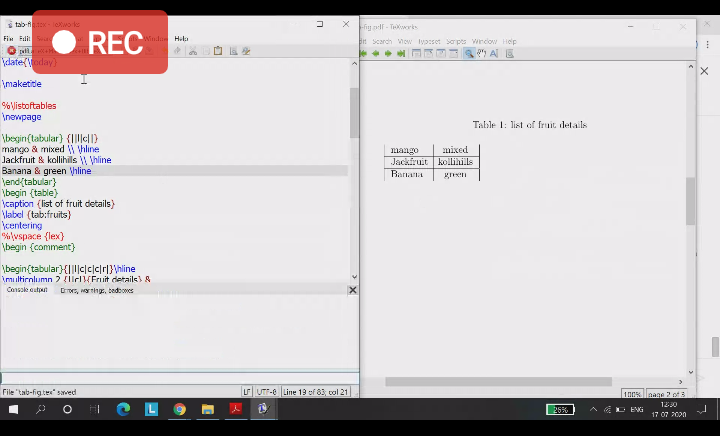 tab-fig.tex - TeXworks
fig.pdf - TeXworks
REC
File Edit
Window Help
Edit Search View Typeset Scripts Window Help
\date{\today}
\maketitle
%\listoftables
\newpage
\begin{tabular} {||l|c||}
mango & mixed \\ \hline
Jackfruit & kollihills \\ \hline
Banana & green \hline
\end{tabular}
\begin {table}
\caption {list of fruit details}
\label {tab:fruits}
\centering
%\vspace {lex}
\begin {comment}
\begin{tabular}{||l|c|c|c|r|}\hline
\multicolumn 2 {||c|}{Fruit details} &
Console output Errors, warnings, badboxes
File "tab-fig.tex" saved
LF UTF-8 Line 19 of 83; col 21
Table 1: list of fruit details
mango mixed
Jackfruit kollihills
Banana green
100% page 2 of 3
L
26% ENG 12:30
17-07-2020